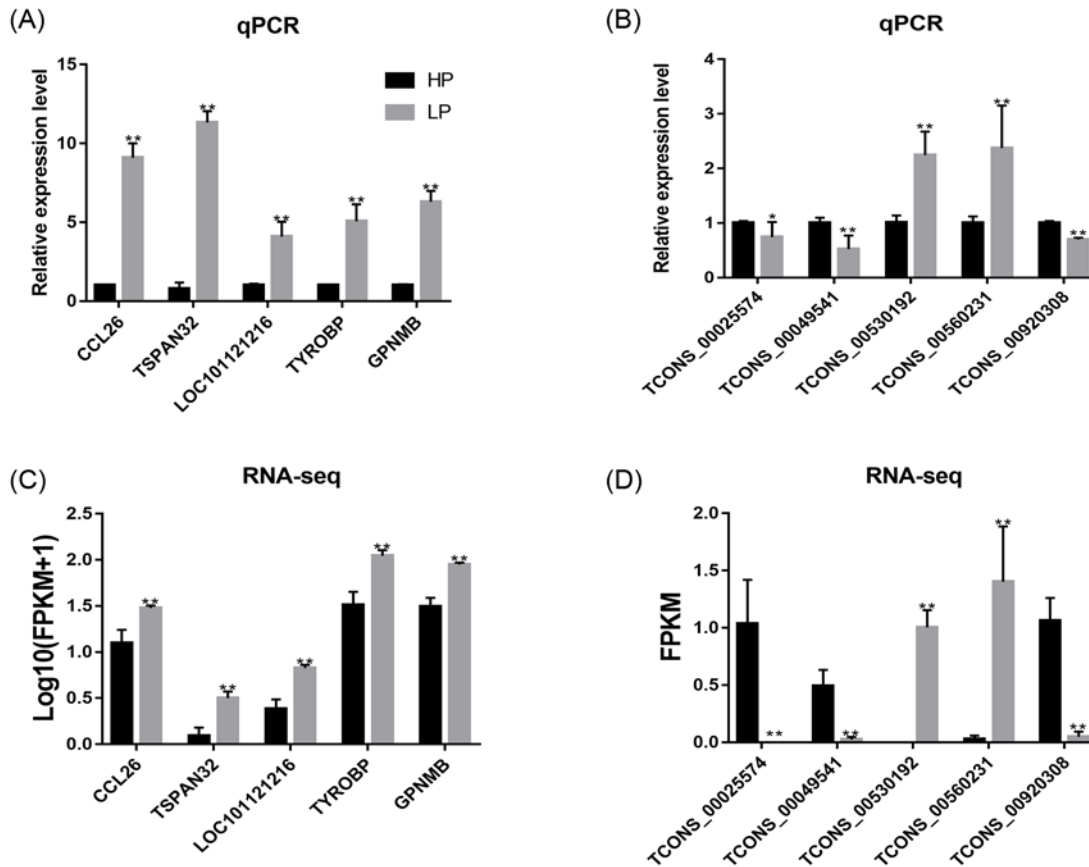 (A)
qPCR
Relative expression level
15
10
5
0
HP
LP
**
**
**
**
**
CCL26
TSPAN32
LOC101121216
TYROBP
GPNMB
(B)
qPCR
Relative expression level
4
3
2
1
0
*
**
**
**
**
TCONS_00025574
TCONS_00049541
TCONS_00530192
TCONS_00560231
TCONS_00920308
(C)
RNA-seq
Log10(FPKM+1)
2.5
2.0
1.5
1.0
0.5
0.0
**
**
**
**
**
CCL26
TSPAN32
LOC101121216
TYROBP
GPNMB
(D)
RNA-seq
FPKM
2.0
1.5
1.0
0.5
0.0
**
**
**
**
**
TCONS_00025574
TCONS_00049541
TCONS_00530192
TCONS_00560231
TCONS_00920308